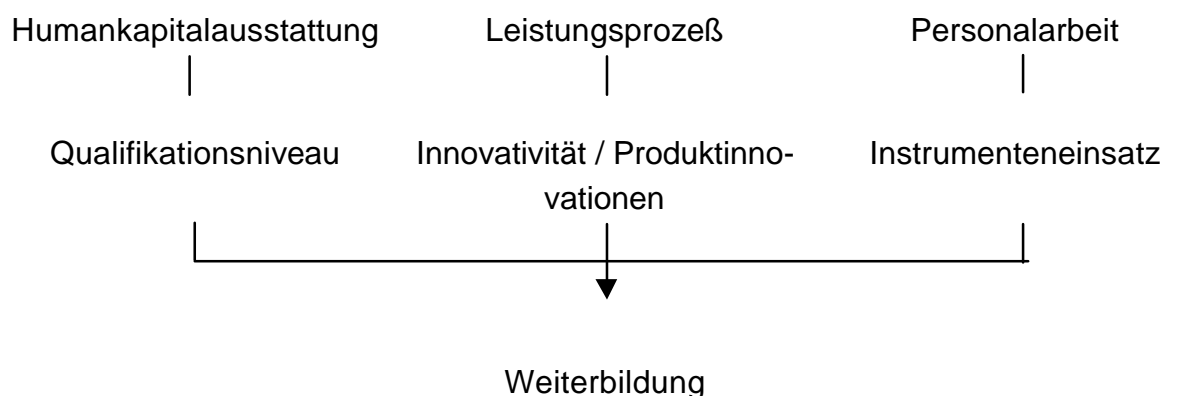 Humankapitalausstattung Leistungsprozeß Personalarbeit
Qualifikationsniveau Innovativität / Produktinno- Instrumenteneinsatz
vationen
Weiterbildung